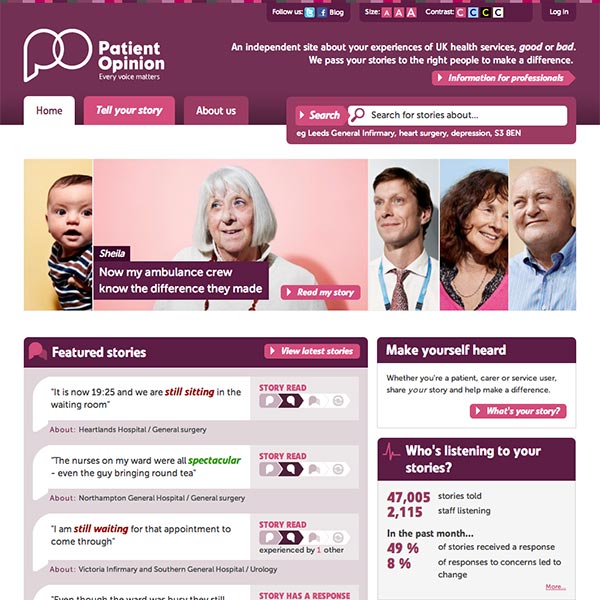 Follow us: Blog
Size: A A A Contrast: C C C C
Log In
Patient
Opinion
Every voice matters
An independent site about your experiences of UK health services, good or bad.
We pass your stories to the right people to make a difference.
Information for professionals
Home
Tell your story
About us
Search
Search for stories about...
eg Leeds General Infirmary, heart surgery, depression, S3 8EN
Sheila
Now my ambulance crew
know the difference they made
Read my story
Featured stories
View latest stories
"It is now 19:25 and we are still sitting in the
waiting room"
STORY READ
About: Heartlands Hospital / General surgery
"The nurses on my ward were all spectacular
- even the guy bringing round tea"
STORY READ
About: Northampton General Hospital / General surgery
"I am still waiting for that appointment to
come through"
STORY READ
experienced by 1 other
About: Victoria Infirmary and Southern General Hospital / Urology
"Even though the ward was busy they still
STORY HAS A RESPONSE
Make yourself heard
Whether you're a patient, carer or service user,
share your story and help make a difference.
What's your story?
Who's listening to your
stories?
47,005 stories told
2,115 staff listening
In the past month...
49 % of stories received a response
8 % of responses to concerns led to
change
More...